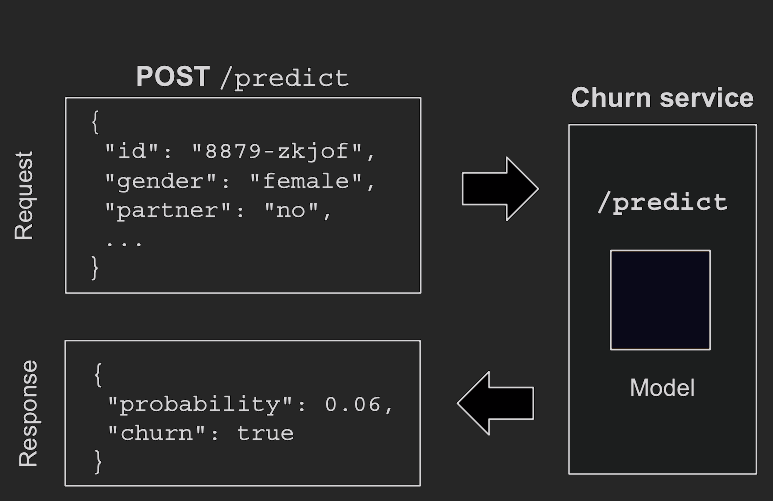 POST /predict
Request
{
"id": "8879-zkjof",
"gender": "female",
"partner": "no",
...
}
Churn service
/predict
Model
Response
{
"probability": 0.06,
"churn": true
}